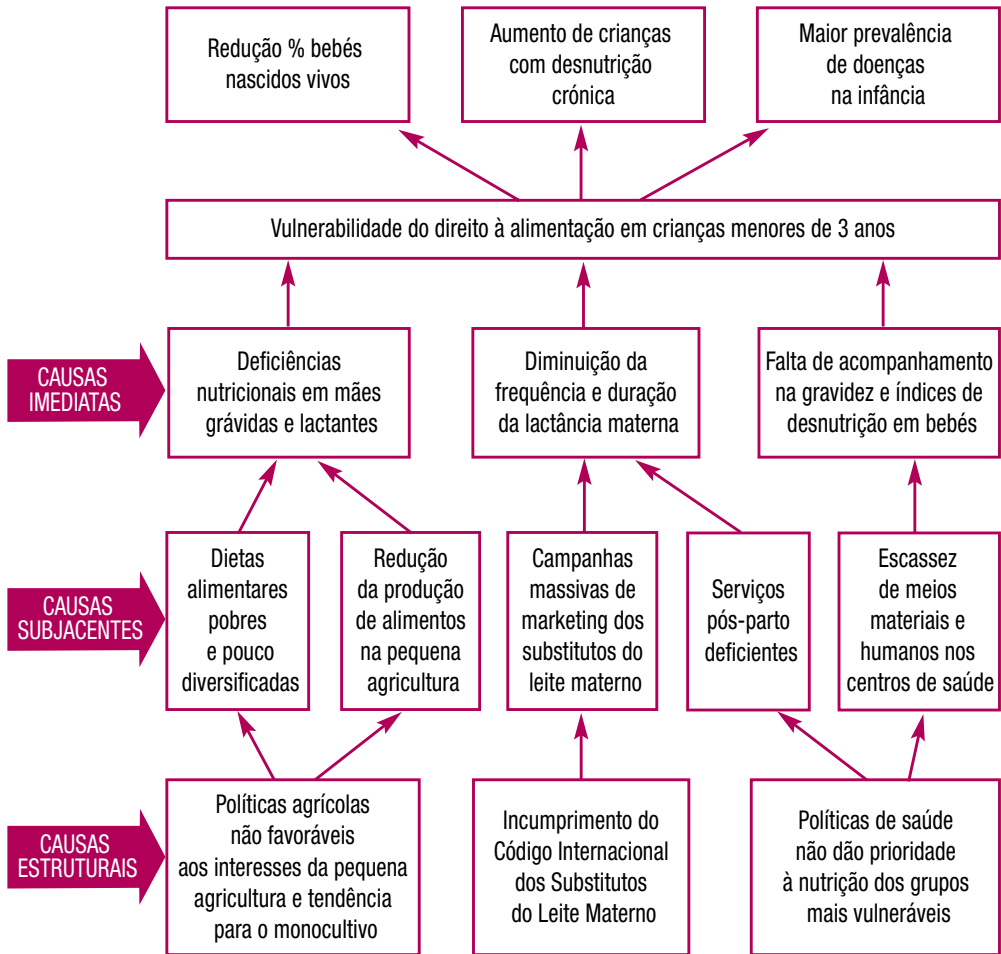 Redução % bebés
nascidos vivos
Aumento de crianças
com desnutrição
crónica
Maior prevalência
de doenças
na infância
Vulnerabilidade do direito à alimentação em crianças menores de 3 anos
CAUSAS
IMEDIATAS
Deficiências
nutricionais em mães
grávidas e lactantes
Diminuição da
frequência e duração
da lactância materna
Falta de acompanhamento
na gravidez e índices de
desnutrição em bebés
CAUSAS
SUBJACENTES
Dietas
alimentares
pobres
e pouco
diversificadas
Redução
da produção
de alimentos
na pequena
agricultura
Campanhas
massivas de
marketing dos
substitutos do
leite materno
Serviços
pós-parto
deficientes
Escassez
de meios
materiais e
humanos nos
centros de saúde
CAUSAS
ESTRUTURAIS
Políticas agrícolas
não favoráveis
aos interesses da pequena
agricultura e tendência
para o monocultivo
Incumprimento do
Código Internacional
dos Substitutos
do Leite Materno
Políticas de saúde
não dão prioridade
à nutrição dos grupos
mais vulneráveis